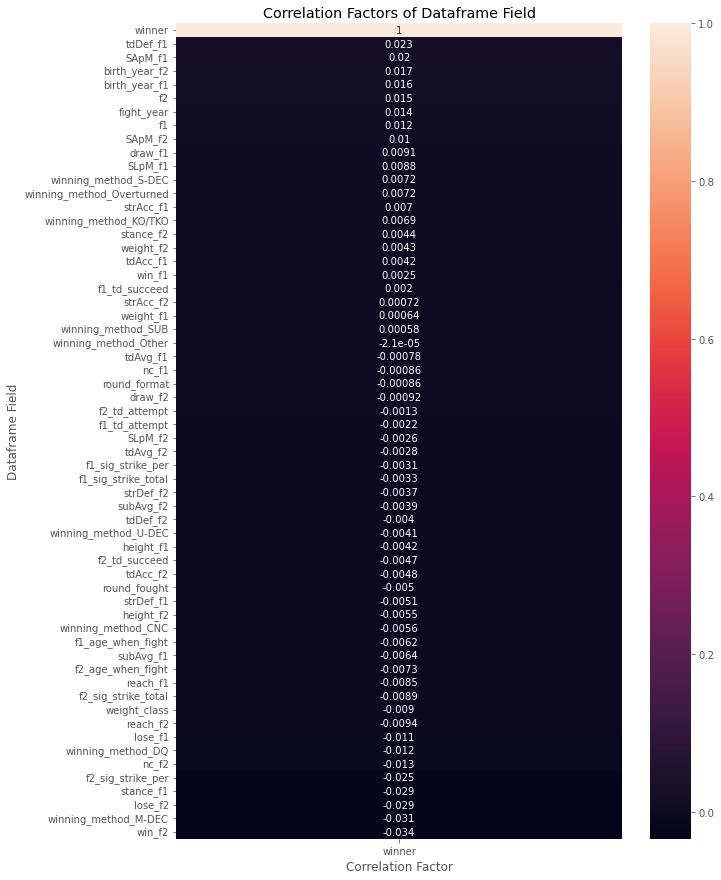 Correlation Factors of Dataframe Field
winner 1
tdDef_f1 0.023
SApM_f1 0.02
birth_year_f2 0.017
birth_year_f1 0.016
f2 0.015
fight_year 0.014
f1 0.012
SApM_f2 0.01
draw_f1 0.0091
SLpM_f1 0.0088
winning_method_S-DEC 0.0072
winning_method_Overturned 0.0072
strAcc_f1 0.007
winning_method_KO/TKO 0.0069
stance_f2 0.0044
weight_f2 0.0043
tdAcc_f1 0.0042
win_f1 0.0025
f1_td_succeed 0.002
strAcc_f2 0.00072
weight_f1 0.00064
winning_method_SUB 0.00058
winning_method_Other -2.1e-05
tdAvg_f1 -0.00078
nc_f1 -0.00086
round_format -0.00086
draw_f2 -0.00092
f2_td_attempt -0.0013
f1_td_attempt -0.0022
SLpM_f2 -0.0026
tdAvg_f2 -0.0028
f1_sig_strike_per -0.0031
f1_sig_strike_total -0.0033
strDef_f2 -0.0037
subAvg_f2 -0.0039
tdDef_f2 -0.004
winning_method_U-DEC -0.0041
height_f1 -0.0042
f2_td_succeed -0.0047
tdAcc_f2 -0.0048
round_fought -0.005
strDef_f1 -0.0051
height_f2 -0.0055
winning_method_CNC -0.0056
f1_age_when_fight -0.0062
subAvg_f1 -0.0064
f2_age_when_fight -0.0073
reach_f1 -0.0085
f2_sig_strike_total -0.0089
weight_class -0.009
reach_f2 -0.0094
lose_f1 -0.011
winning_method_DQ -0.012
nc_f2 -0.013
f2_sig_strike_per -0.025
stance_f1 -0.029
lose_f2 -0.029
winning_method_M-DEC -0.031
win_f2 -0.034
winner
Correlation Factor
Dataframe Field
1.0
0.8
0.6
0.4
0.2
0.0